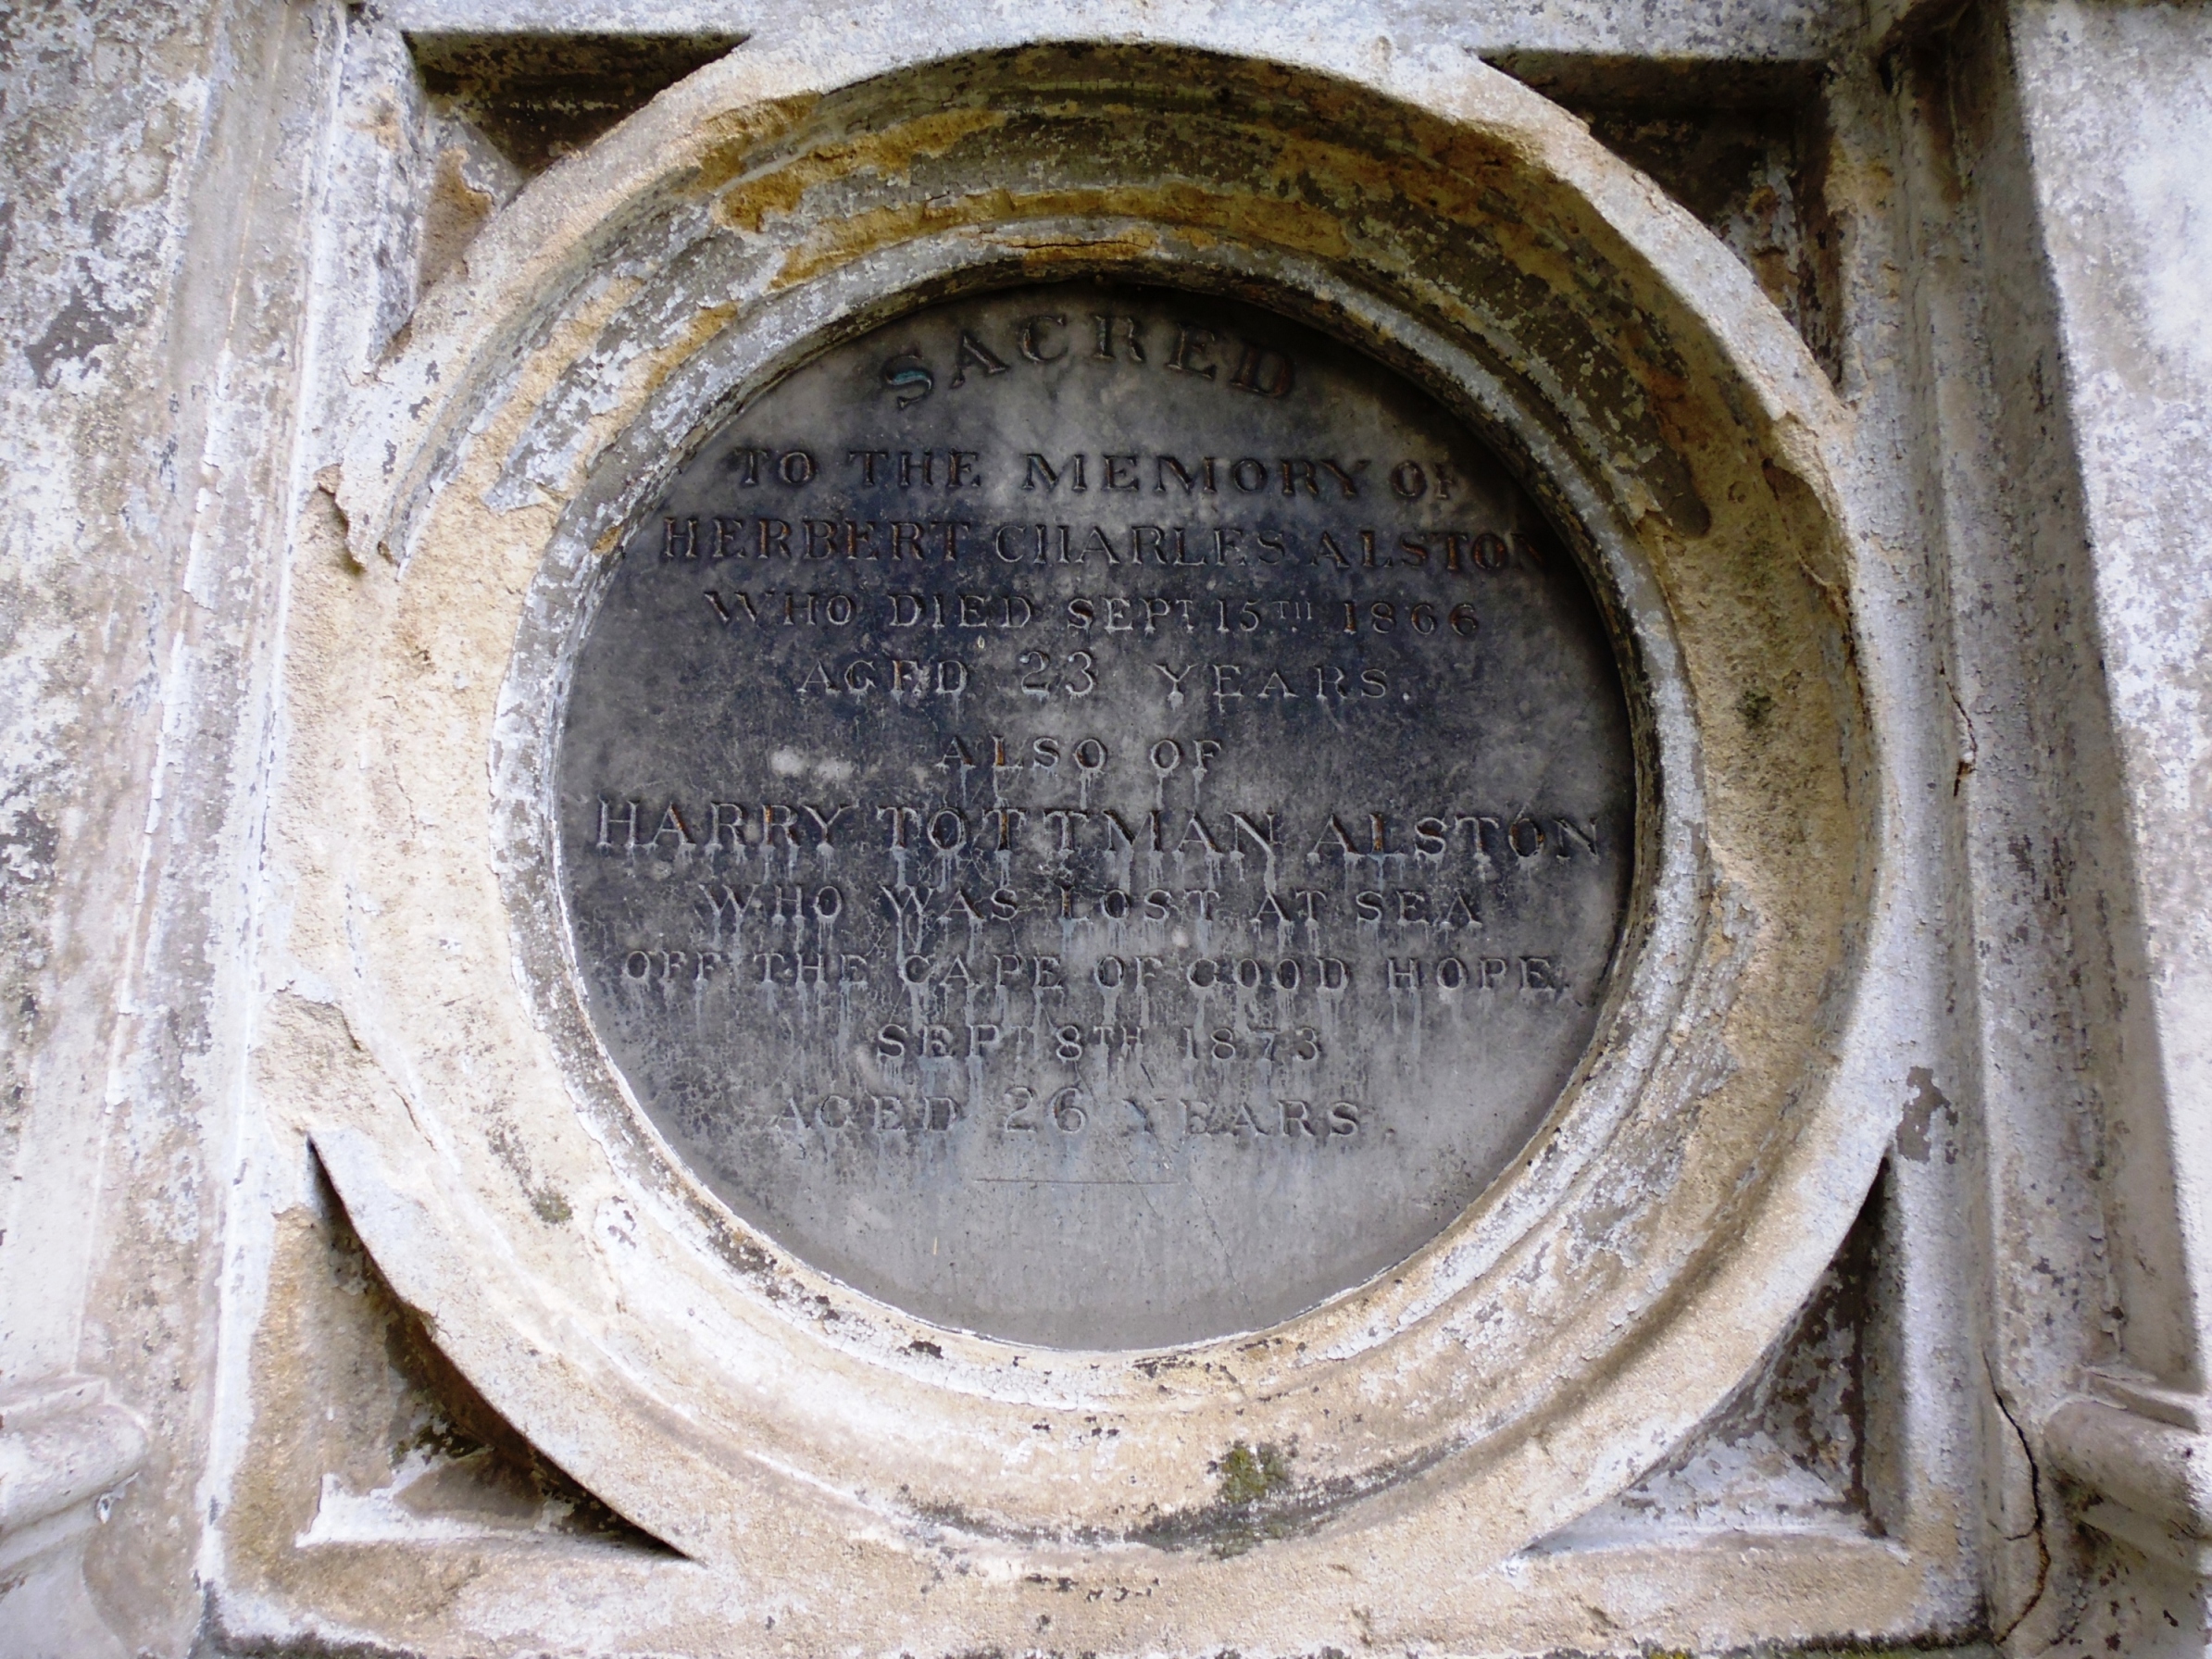 SACRED
TO THE MEMORY OF
HERBERT CHARLES ALSTON
WHO DIED SEPT. 15TH 1866
AGED 23 YEARS.
ALSO OF
HARRY TOTTMAN ALSTON
WHO WAS LOST AT SEA
OFF THE CAPE OF GOOD HOPE.
SEPT 8TH 1873
AGED 26 YEARS.